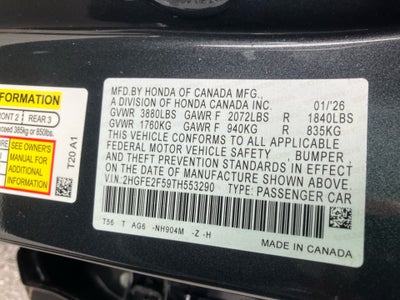 FORMATION
FRONT 2 REAR 3
exceed 385kg or 850lbs.
SEE OWNER'S
MANUAL FOR
ADDITIONAL
INFORMATION
T20 A1
MFD.BY HONDA OF CANADA MFG.,
A DIVISION OF HONDA CANADA INC. 01/'26
GVWR 3880LBS GAWR F 2072LBS R 1840LBS
GVWR 1760KG GAWR F 940KG R 835KG
THIS VEHICLE CONFORMS TO ALL APPLICABLE
FEDERAL MOTOR VEHICLE SAFETY , BUMPER ,
AND THEFT PREVENTION STANDARDS IN EFFECT
ON THE DATE OF MANUFACTURE SHOWN ABOVE.
V.I.N. 2HGFE2F59TH553290 TYPE: PASSENGER CAR
T56 T AG6 -NH904M -Z -H
MADE IN CANADA